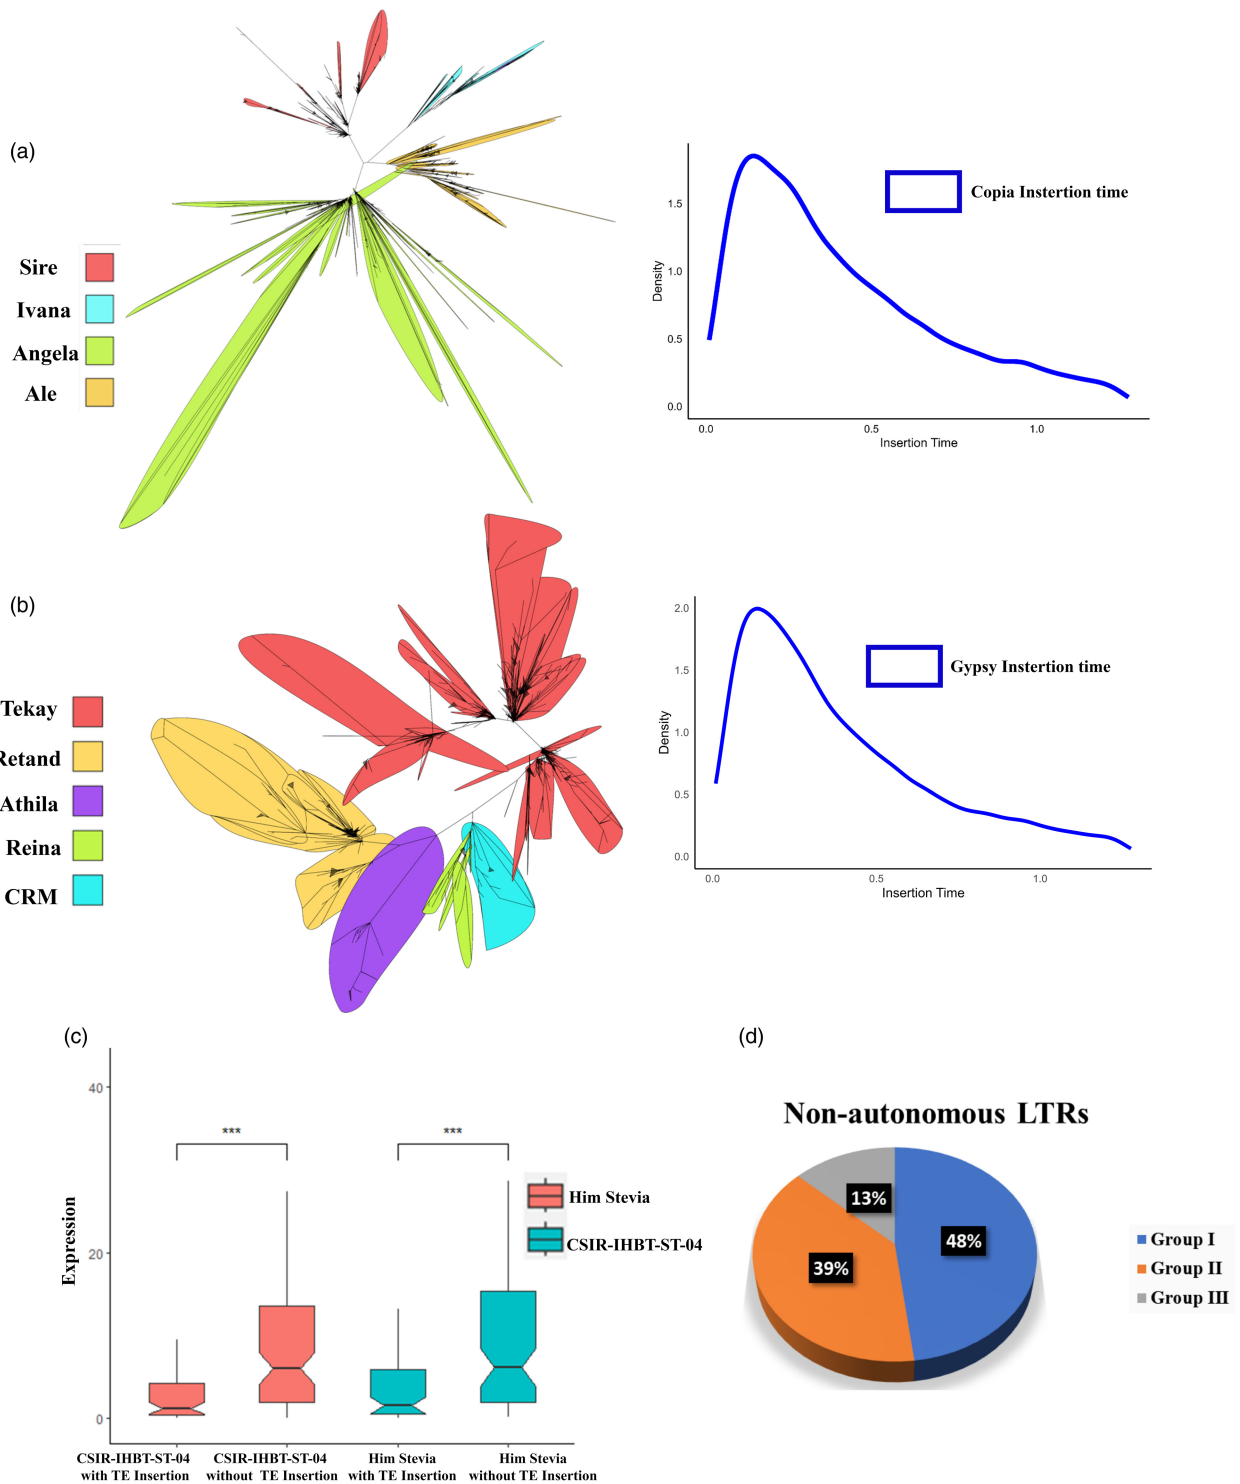 (a)
Sire
Ivana
Angela
Ale
1.5
1.0
0.5
0.0
Density
0.0 0.5 1.0
Insertion Time
Copia Instertion time
(b)
Tekay
Retand
Athila
Reina
CRM
2.0
1.5
1.0
0.5
0.0
Density
0.0 0.5 1.0
Insertion Time
Gypsy Instertion time
(c)
40
20
0
Expression
*** ***
Him Stevia
CSIR-IHBT-ST-04
CSIR-IHBT-ST-04 CSIR-IHBT-ST-04 Him Stevia Him Stevia
with TE Insertion without TE Insertion with TE Insertion without TE Insertion
(d)
Non-autonomous LTRs
13%
48%
39%
Group I
Group II
Group III